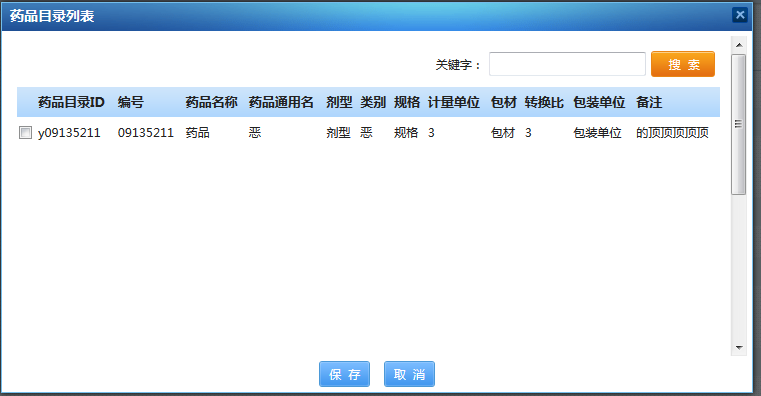 药品目录列表
关键字：
搜 索
药品目录ID 编号 药品名称 药品通用名 剂型 类别 规格 计量单位 包材 转换比 包装单位 备注
y09135211 09135211 药品 恶 剂型 恶 规格 3 包材 3 包装单位 的顶顶顶顶顶
保 存 取 消